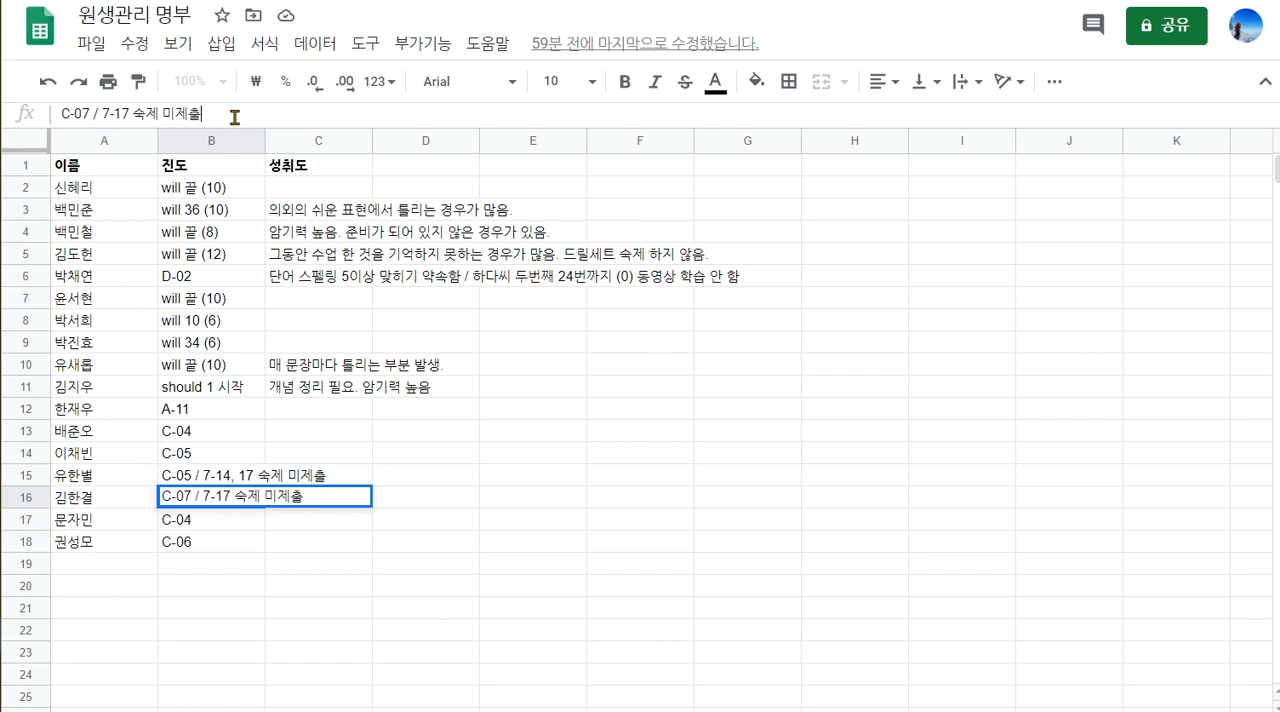 원생관리 명부
파일 수정 보기 삽입 서식 데이터 도구 부가기능 도움말 59분 전에 마지막으로 수정했습니다.
공유
100% ₩ % .0 .00 123 Arial 10 B I S A
fx C-07 / 7-17 숙제 미제출
A B C D E F G H I J K
1 이름 진도 성취도
2 신혜리 will 끝 (10)
3 백민준 will 36 (10) 의외의 쉬운 표현에서 틀리는 경우가 많음.
4 백민철 will 끝 (8) 암기력 높음. 준비가 되어 있지 않은 경우가 있음.
5 김도헌 will 끝 (12) 그동안 수업 한 것을 기억하지 못하는 경우가 많음. 드릴세트 숙제 하지 않음.
6 박채연 D-02 단어 스펠링 5이상 맞히기 약속함 / 하다씨 두번째 24번까지 (0) 동영상 학습 안 함
7 윤서현 will 끝 (10)
8 박서희 will 10 (6)
9 박진효 will 34 (6)
10 유새롭 will 끝 (10) 매 문장마다 틀리는 부분 발생.
11 김지우 should 1 시작 개념 정리 필요. 암기력 높음
12 한재우 A-11
13 배준오 C-04
14 이채빈 C-05
15 유한별 C-05 / 7-14, 17 숙제 미제출
16 김한결 C-07 / 7-17 숙제 미제출
17 문자민 C-04
18 권성모 C-06
19
20
21
22
23
24
25